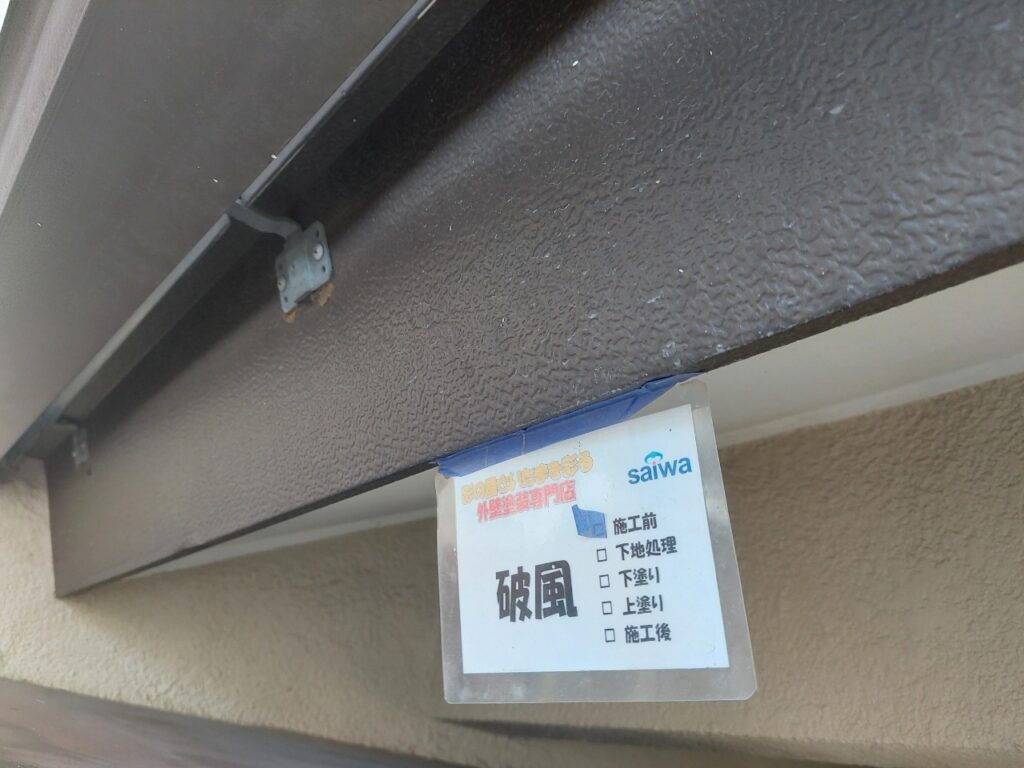 saiwa
外壁塗装専門店
破風
□ 施工前
□ 下地処理
□ 下塗り
□ 上塗り
□ 施工後